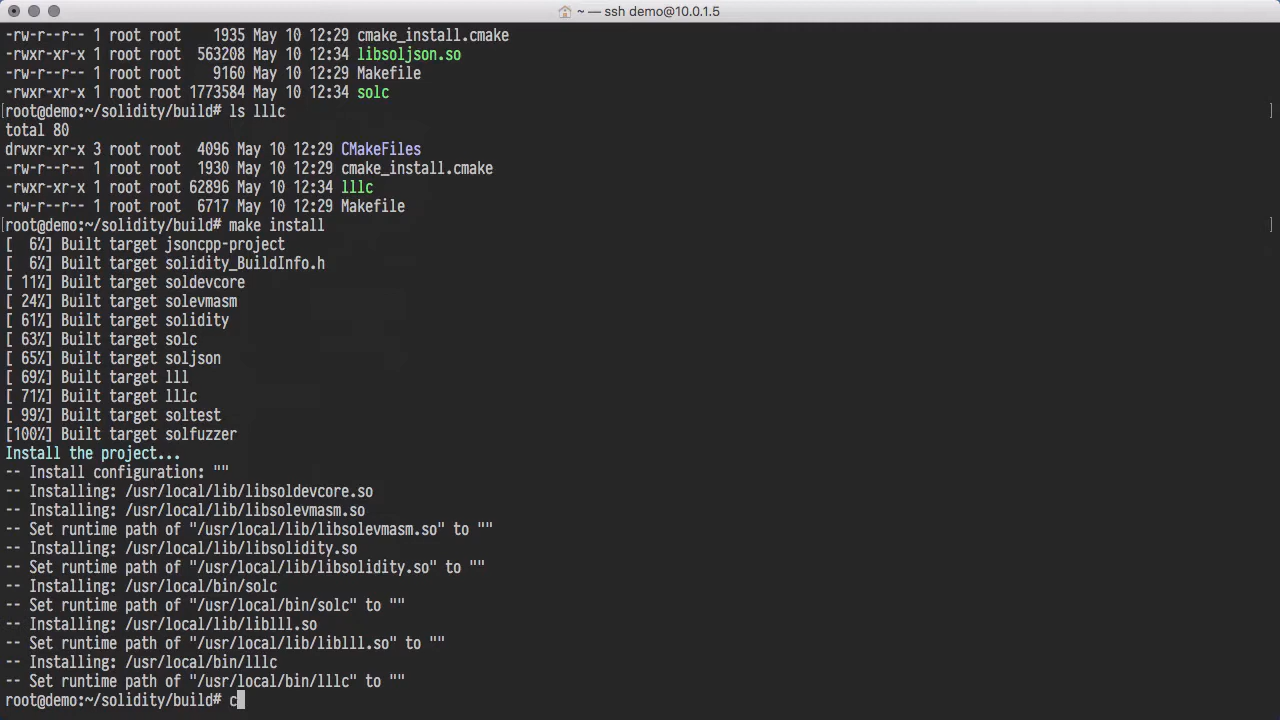 ~ — ssh demo@10.0.1.5
-rw-r--r-- 1 root root    1935 May 10 12:29 cmake_install.cmake
-rwxr-xr-x 1 root root  563208 May 10 12:34 libsoljson.so
-rw-r--r-- 1 root root    9160 May 10 12:29 Makefile
-rwxr-xr-x 1 root root 1773584 May 10 12:34 solc
[root@demo:~/solidity/build# ls lllc ]
total 80
drwxr-xr-x 3 root root  4096 May 10 12:29 CMakeFiles
-rw-r--r-- 1 root root  1930 May 10 12:29 cmake_install.cmake
-rwxr-xr-x 1 root root 62896 May 10 12:34 lllc
-rw-r--r-- 1 root root  6717 May 10 12:29 Makefile
[root@demo:~/solidity/build# make install ]
[  6%] Built target jsoncpp-project
[  6%] Built target solidity_BuildInfo.h
[ 11%] Built target soldevcore
[ 24%] Built target solevmasm
[ 61%] Built target solidity
[ 63%] Built target solc
[ 65%] Built target soljson
[ 69%] Built target lll
[ 71%] Built target lllc
[ 99%] Built target soltest
[100%] Built target solfuzzer
Install the project...
-- Install configuration: ""
-- Installing: /usr/local/lib/libsoldevcore.so
-- Installing: /usr/local/lib/libsolevmasm.so
-- Set runtime path of "/usr/local/lib/libsolevmasm.so" to ""
-- Installing: /usr/local/lib/libsolidity.so
-- Set runtime path of "/usr/local/lib/libsolidity.so" to ""
-- Installing: /usr/local/bin/solc
-- Set runtime path of "/usr/local/bin/solc" to ""
-- Installing: /usr/local/lib/liblll.so
-- Set runtime path of "/usr/local/lib/liblll.so" to ""
-- Installing: /usr/local/bin/lllc
-- Set runtime path of "/usr/local/bin/lllc" to ""
root@demo:~/solidity/build# c